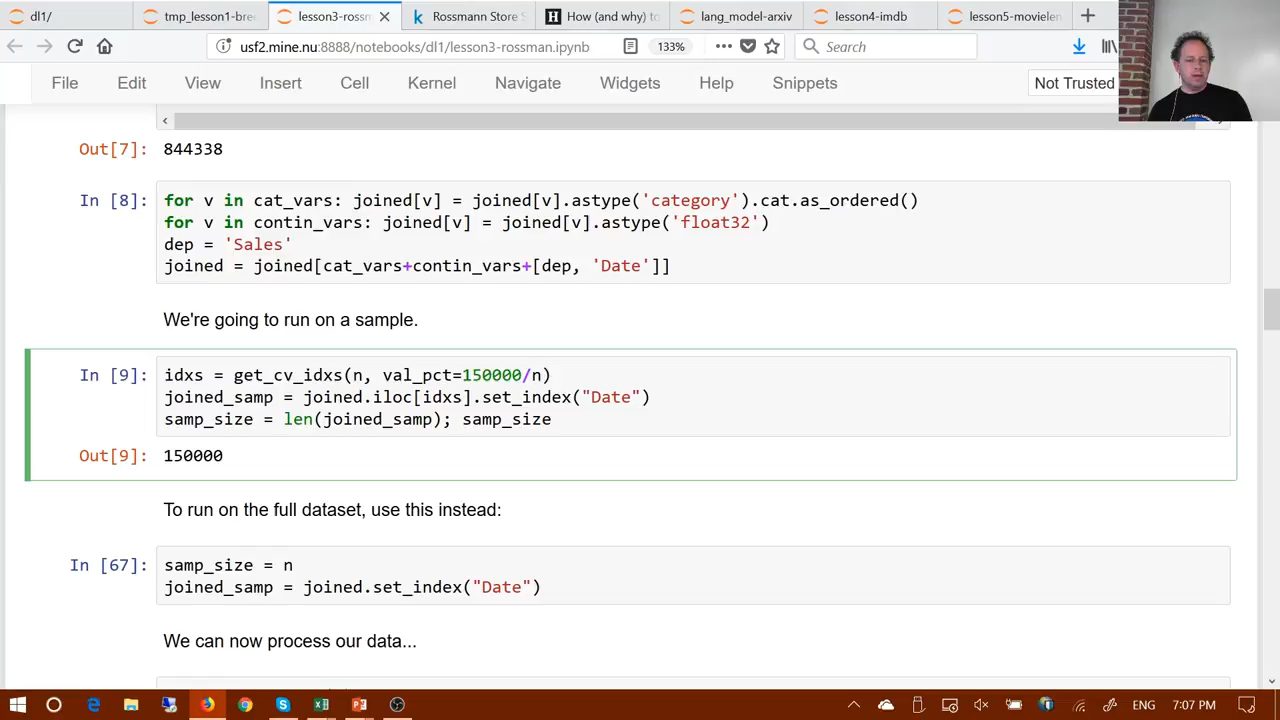 dl1/
tmp_lesson1-bre
lesson3-rossm
Rossmann Store S
How (and why) to
lang_model-arxiv
lesson4-imdb
lesson5-movielen
usf2.mine.nu:8888/notebooks/dl1/lesson3-rossman.ipynb
133%
Search
File Edit View Insert Cell Kernel Navigate Widgets Help Snippets
Not Trusted
Out[7]: 844338
In [8]: for v in cat_vars: joined[v] = joined[v].astype('category').cat.as_ordered()
for v in contin_vars: joined[v] = joined[v].astype('float32')
dep = 'Sales'
joined = joined[cat_vars+contin_vars+[dep, 'Date']]
We're going to run on a sample.
In [9]: idxs = get_cv_idxs(n, val_pct=150000/n)
joined_samp = joined.iloc[idxs].set_index("Date")
samp_size = len(joined_samp); samp_size
Out[9]: 150000
To run on the full dataset, use this instead:
In [67]: samp_size = n
joined_samp = joined.set_index("Date")
We can now process our data...
ENG 7:07 PM